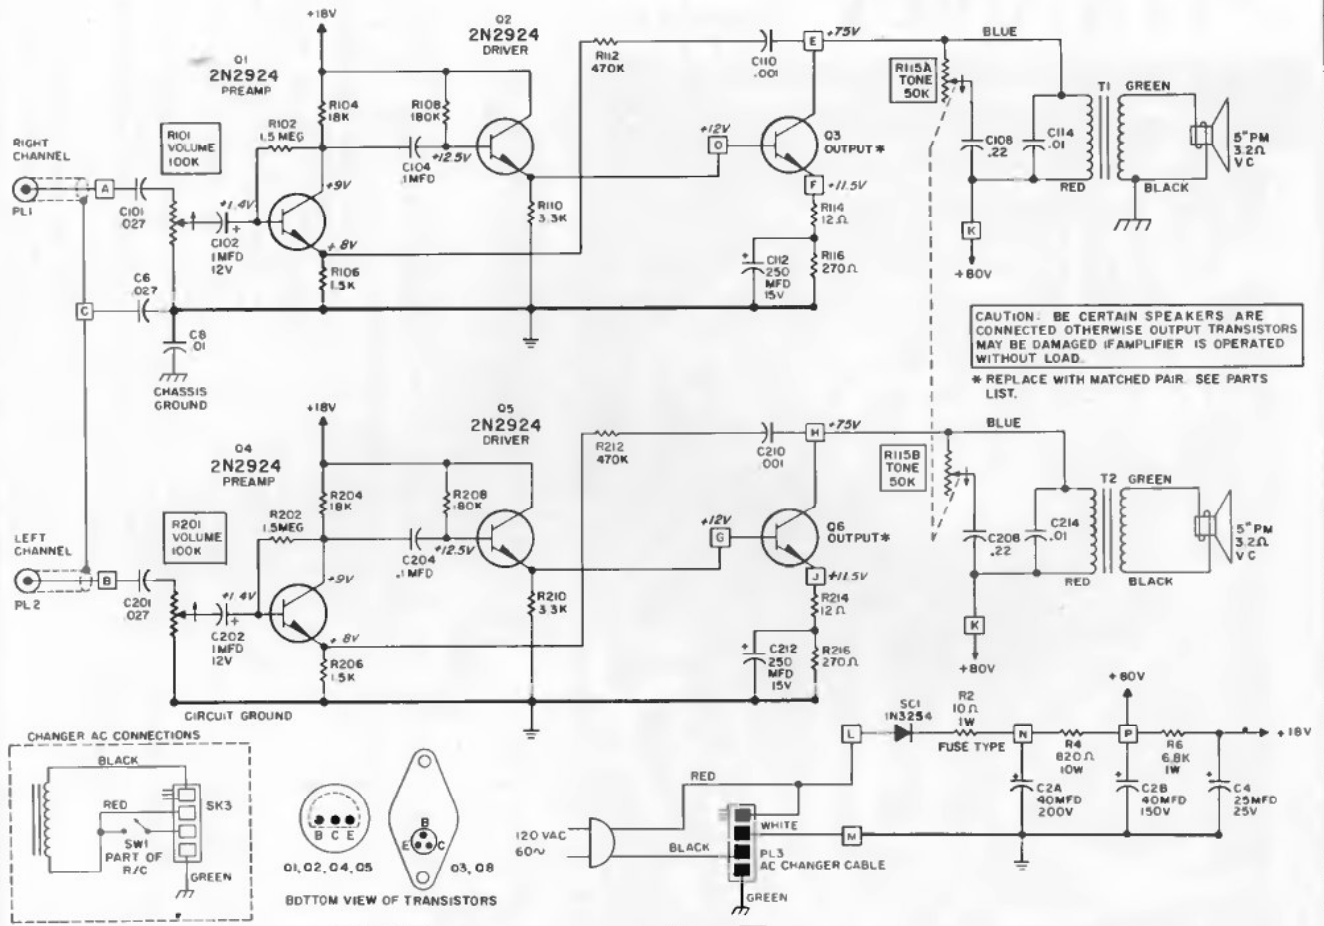 +18V
Q2
2N2924
DRIVER
Q1
2N2924
PREAMP
R112
470K
C110
.001
E
+75V
BLUE
R115A
TONE
50K
T1
GREEN
R104
18K
R108
180K
R102
1.5 MEG
R101
VOLUME
100K
RIGHT
CHANNEL
C104
.1MFD
+12.5V
+12V
O
Q3
OUTPUT*
C108
.22
C114
.01
5" PM
3.2Ω
V C
A
PL1
C101
.027
+1.4V
+9V
F
+11.5V
RED
BLACK
C102
1MFD
12V
R110
3.3K
R114
12Ω
+.8V
K
C6
.027
R106
1.5K
C112
250
MFD
15V
R116
270Ω
+80V
C
C8
.01
CHASSIS
GROUND
CAUTION: BE CERTAIN SPEAKERS ARE
CONNECTED OTHERWISE OUTPUT TRANSISTORS
MAY BE DAMAGED IF AMPLIFIER IS OPERATED
WITHOUT LOAD.
* REPLACE WITH MATCHED PAIR. SEE PARTS
LIST.
+18V
Q5
2N2924
DRIVER
Q4
2N2924
PREAMP
R212
470K
C210
.001
H
+75V
BLUE
R115B
TONE
50K
T2
GREEN
R204
18K
R208
180K
R202
1.5MEG
R201
VOLUME
100K
LEFT
CHANNEL
C204
.1MFD
+12.5V
+12V
G
Q6
OUTPUT*
C208
.22
C214
.01
5" PM
3.2Ω
V C
B
PL2
C201
.027
+1.4V
+9V
J
+11.5V
RED
BLACK
C202
1MFD
12V
R210
3.3K
R214
12Ω
+.8V
K
R206
1.5K
C212
250
MFD
15V
R216
270Ω
+80V
CIRCUIT GROUND
+80V
CHANGER AC CONNECTIONS
BLACK
RED
SK3
SW1
PART OF
R/C
GREEN
B C E
Q1, Q2, Q4, Q5
B
E C
Q3, Q8
BOTTOM VIEW OF TRANSISTORS
L
SC1
1N3254
R2
10Ω
1W
FUSE TYPE
N
R4
820Ω
10W
P
R6
6.8K
1W
+18V
C2A
40MFD
200V
C2B
40MFD
150V
C4
25MFD
25V
RED
120 VAC
60~
WHITE
M
BLACK
PL3
AC CHANGER CABLE
GREEN